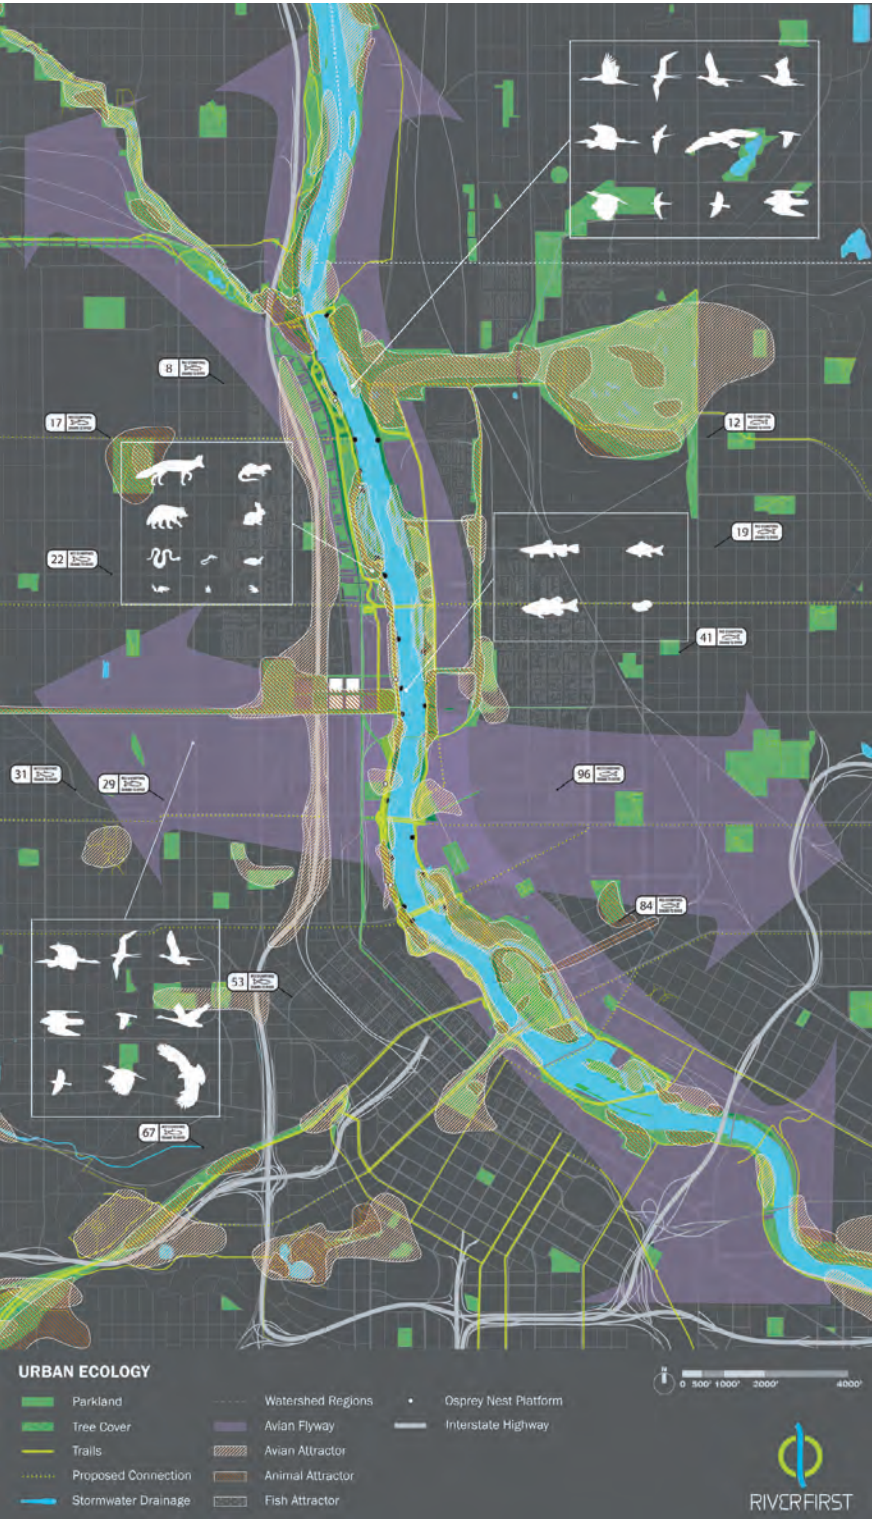 8
17
12
22
19
41
31
29
96
84
53
67
URBAN ECOLOGY
Parkland
Tree Cover
Trails
Proposed Connection
Stormwater Drainage
Watershed Regions
Avian Flyway
Avian Attractor
Animal Attractor
Fish Attractor
Osprey Nest Platform
Interstate Highway
N
0 500' 1000' 2000' 4000'
RIVERFIRST